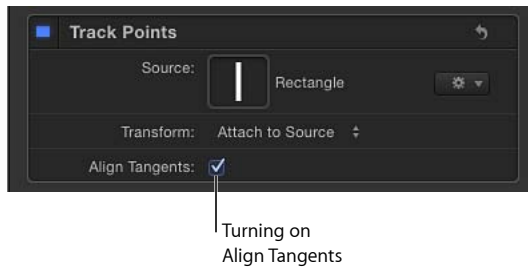 Track Points
Source: Rectangle
Transform: Attach to Source
Align Tangents:
Turning on
Align Tangents